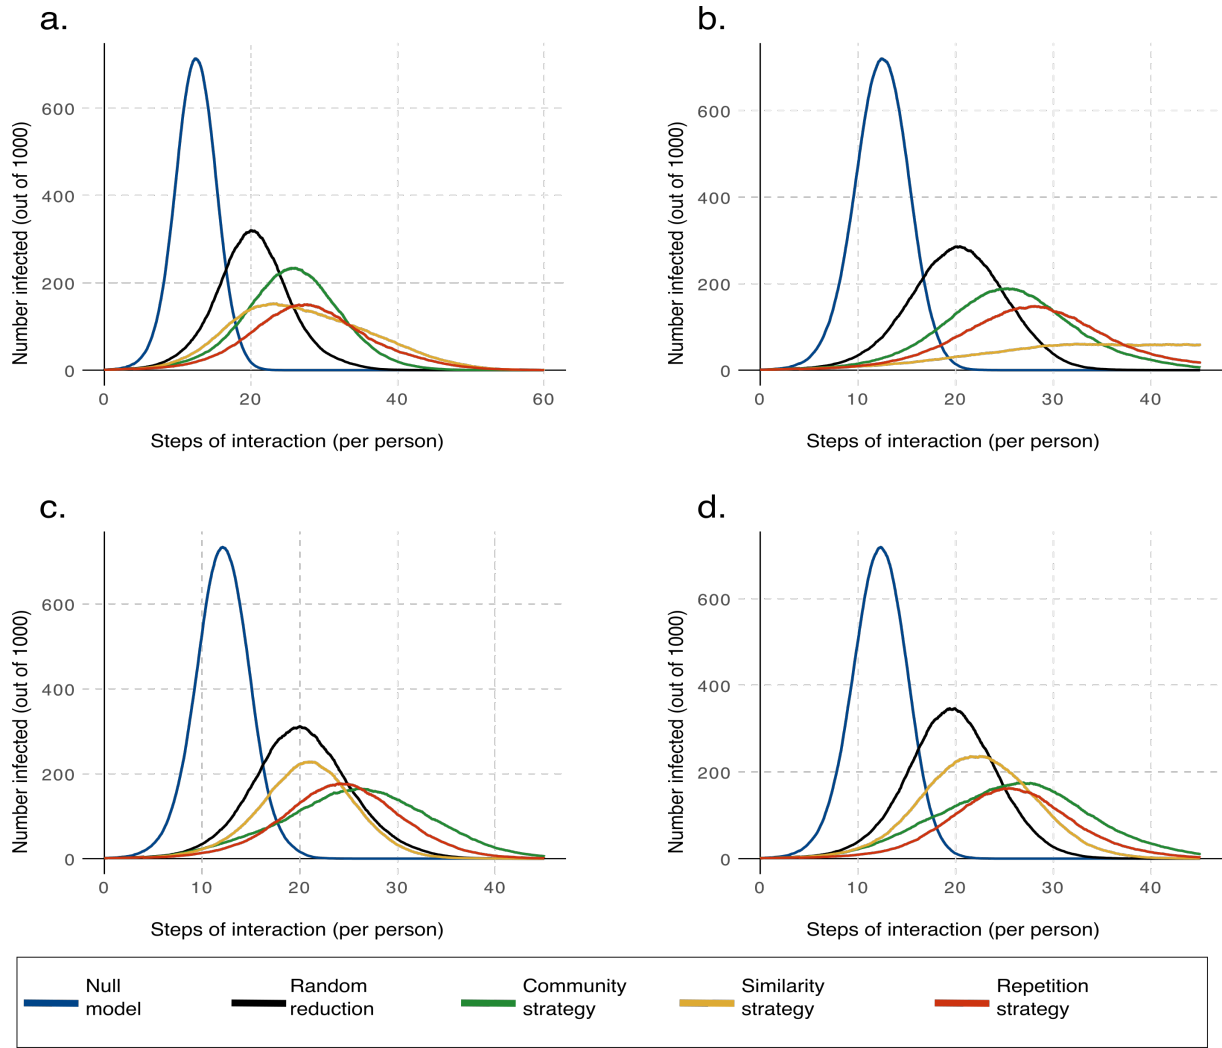 a.
Number infected (out of 1000)
600
400
200
0
0 20 40 60
Steps of interaction (per person)
b.
Number infected (out of 1000)
600
400
200
0
0 10 20 30 40
Steps of interaction (per person)
c.
Number infected (out of 1000)
600
400
200
0
0 10 20 30 40
Steps of interaction (per person)
d.
Number infected (out of 1000)
600
400
200
0
0 10 20 30 40
Steps of interaction (per person)
Null
model
Random
reduction
Community
strategy
Similarity
strategy
Repetition
strategy